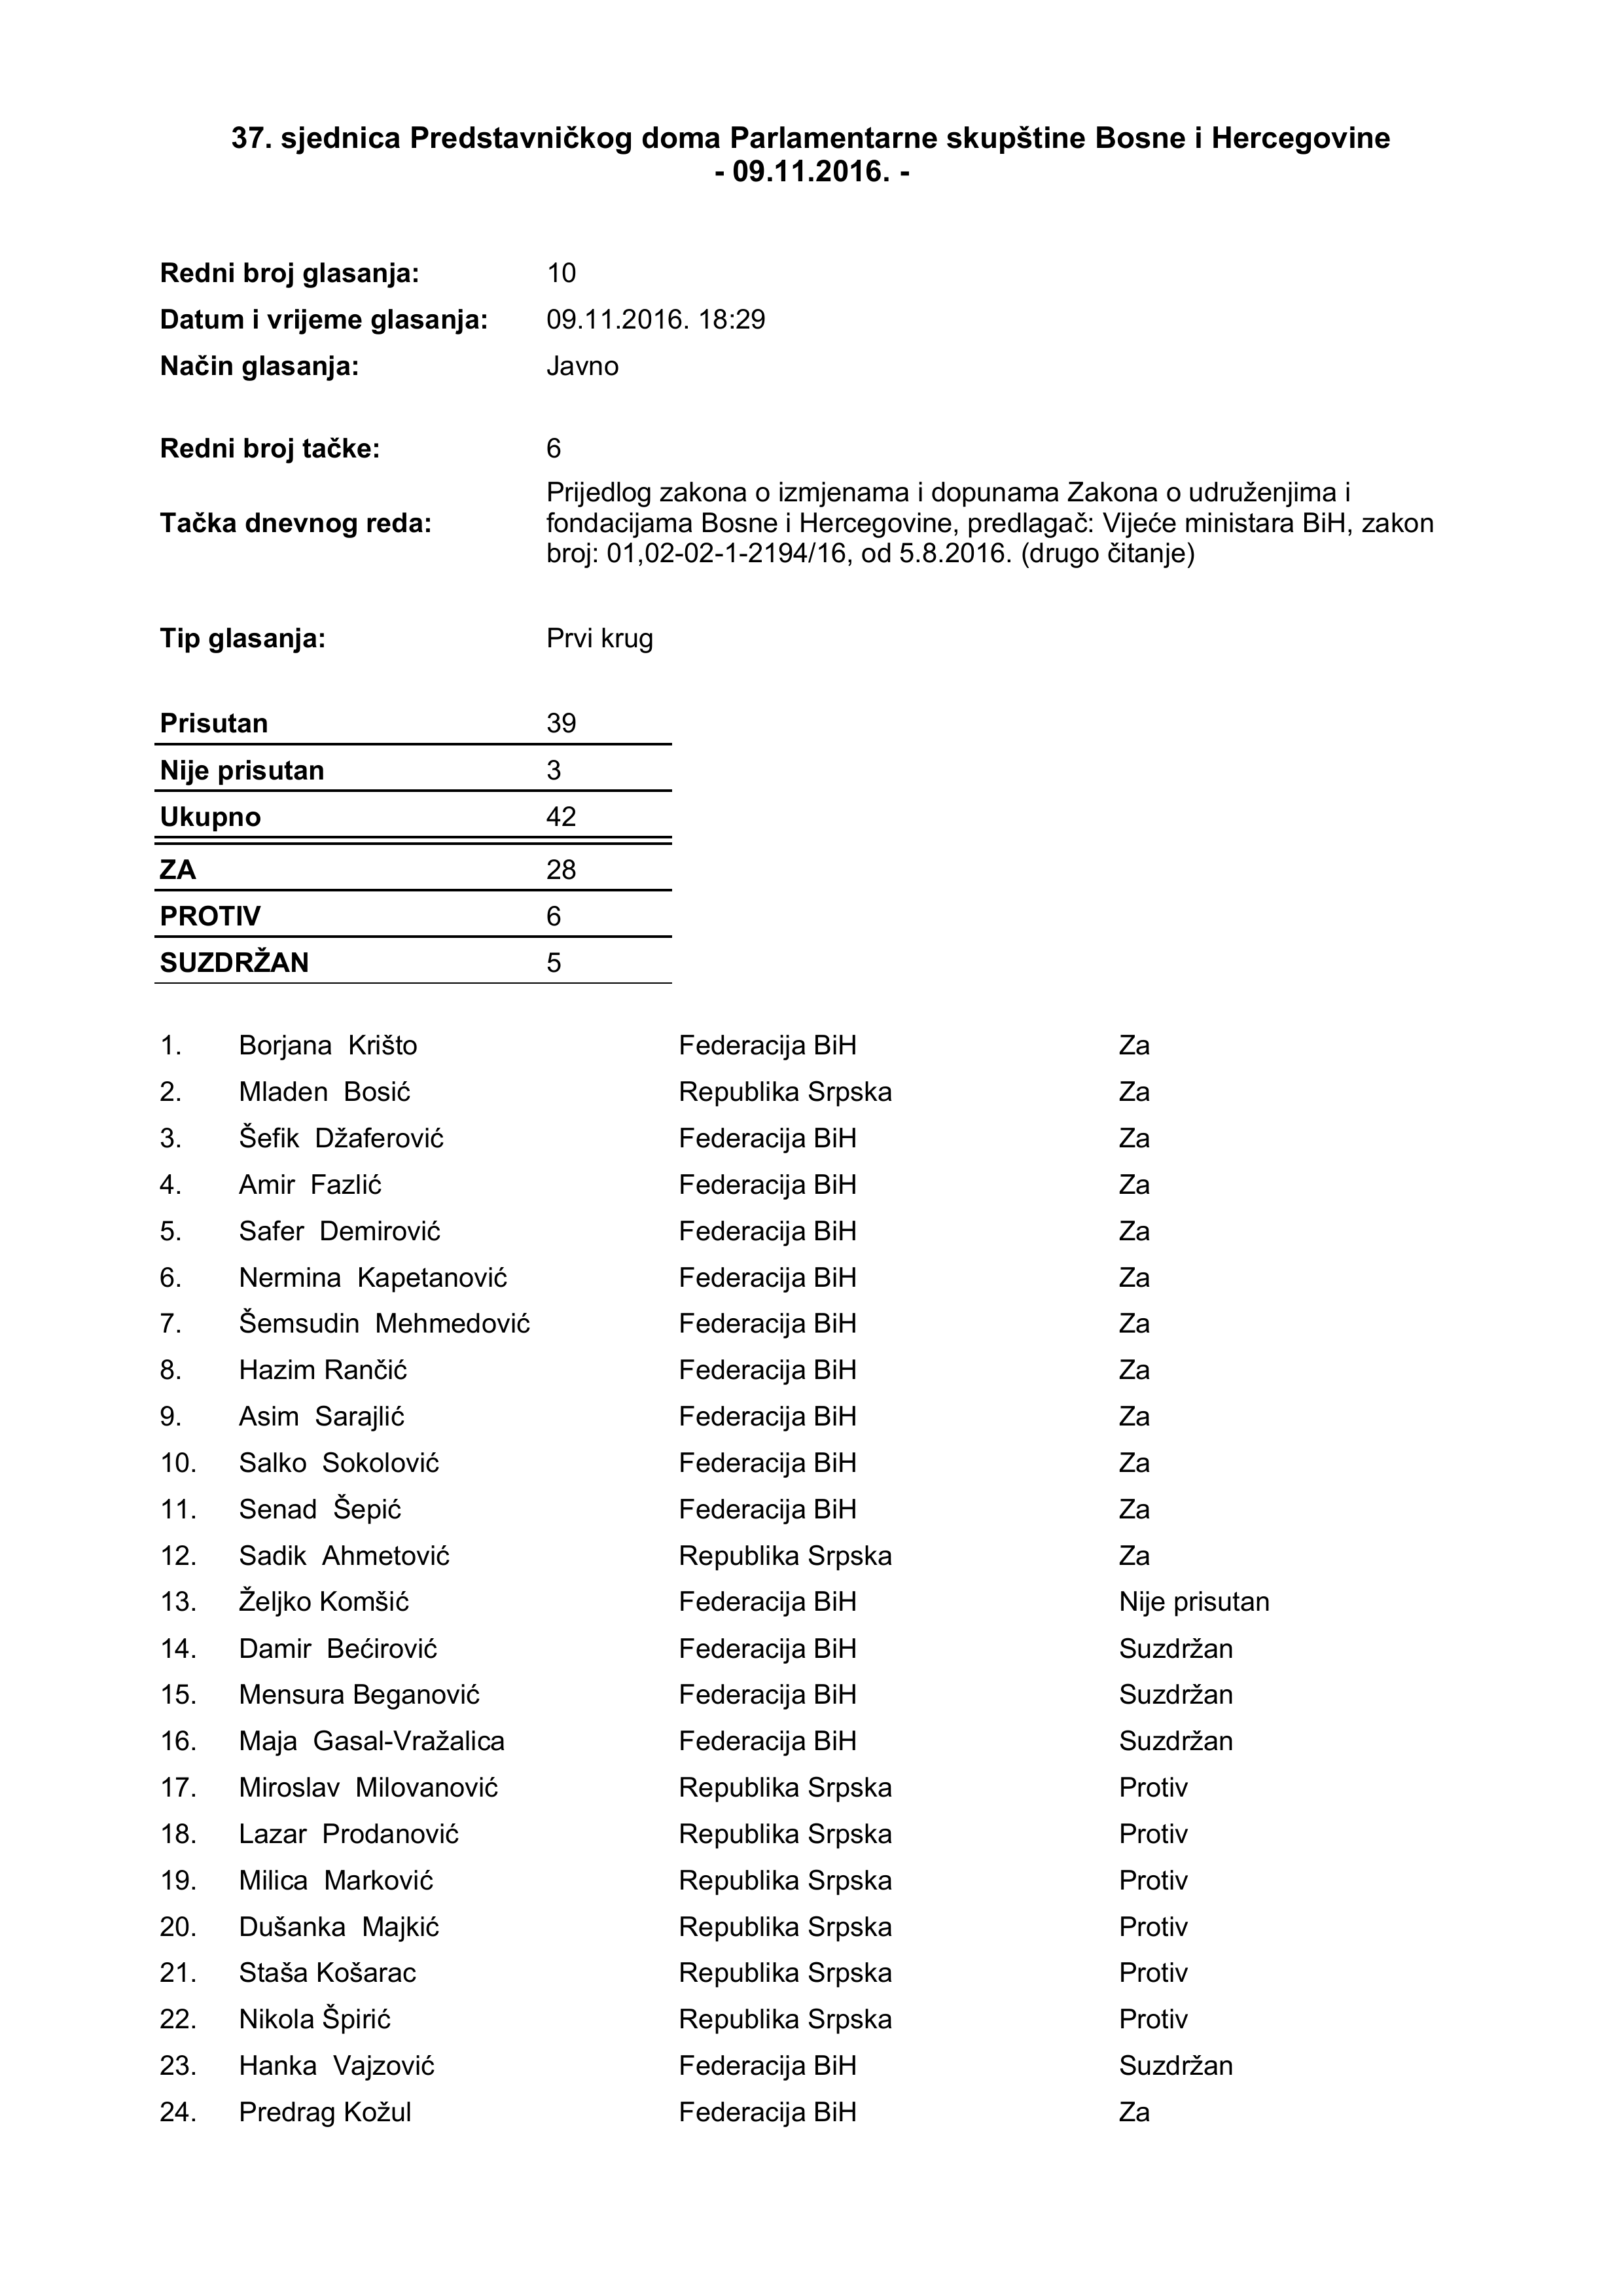 37. sjednica Predstavničkog doma Parlamentarne skupštine Bosne i Hercegovine
- 09.11.2016. -
Redni broj glasanja: 10
Datum i vrijeme glasanja: 09.11.2016. 18:29
Način glasanja: Javno
Redni broj tačke: 6
Prijedlog zakona o izmjenama i dopunama Zakona o udruženjima i
Tačka dnevnog reda: fondacijama Bosne i Hercegovine, predlagač: Vijeće ministara BiH, zakon
broj: 01,02-02-1-2194/16, od 5.8.2016. (drugo čitanje)
Tip glasanja: Prvi krug
Prisutan 39
Nije prisutan 3
Ukupno 42
ZA 28
PROTIV 6
SUZDRŽAN 5
1. Borjana Krišto Federacija BiH Za
2. Mladen Bosić Republika Srpska Za
3. Šefik Džaferović Federacija BiH Za
4. Amir Fazlić Federacija BiH Za
5. Safer Demirović Federacija BiH Za
6. Nermina Kapetanović Federacija BiH Za
7. Šemsudin Mehmedović Federacija BiH Za
8. Hazim Rančić Federacija BiH Za
9. Asim Sarajlić Federacija BiH Za
10. Salko Sokolović Federacija BiH Za
11. Senad Šepić Federacija BiH Za
12. Sadik Ahmetović Republika Srpska Za
13. Željko Komšić Federacija BiH Nije prisutan
14. Damir Bećirović Federacija BiH Suzdržan
15. Mensura Beganović Federacija BiH Suzdržan
16. Maja Gasal-Vražalica Federacija BiH Suzdržan
17. Miroslav Milovanović Republika Srpska Protiv
18. Lazar Prodanović Republika Srpska Protiv
19. Milica Marković Republika Srpska Protiv
20. Dušanka Majkić Republika Srpska Protiv
21. Staša Košarac Republika Srpska Protiv
22. Nikola Špirić Republika Srpska Protiv
23. Hanka Vajzović Federacija BiH Suzdržan
24. Predrag Kožul Federacija BiH Za